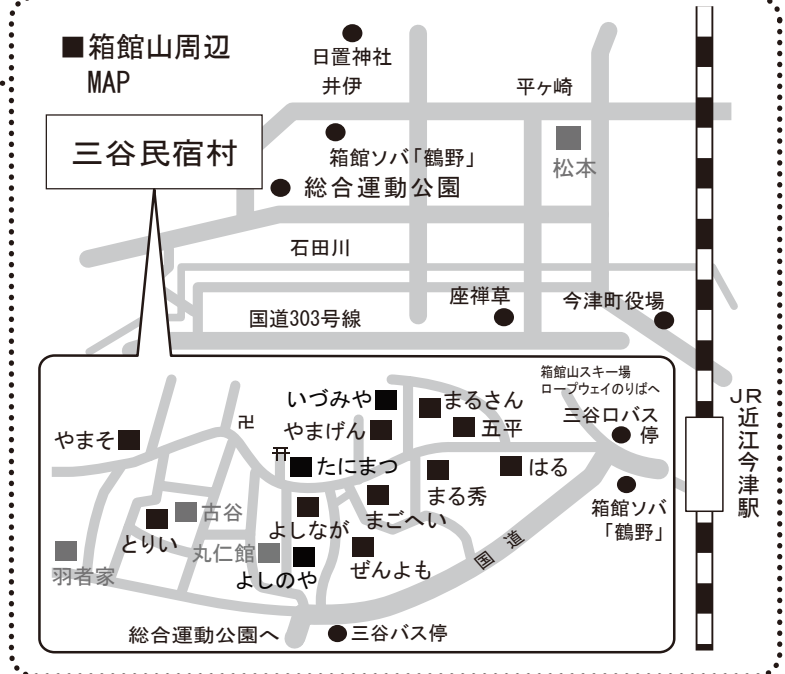 ■箱館山周辺
MAP
日置神社
井伊
平ヶ崎
三谷民宿村
箱館ソバ「鶴野」
松本
総合運動公園
石田川
座禅草
今津町役場
国道303号線
箱館山スキー場
ロープウェイのりばへ
いづみや
まるさん
三谷口バス
停
やまそ
卍
やまげん
五平
たにまつ
はる
まる秀
古谷
とりい
よしなが
まごへい
箱館ソバ
「鶴野」
丸仁館
よしのや
ぜんよも
国道
羽者家
総合運動公園へ
三谷バス停
JR近江今津駅